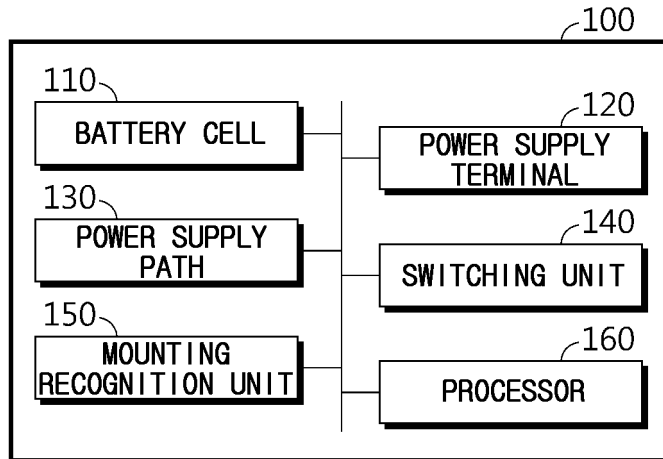 100
110
BATTERY CELL
120
POWER SUPPLY
TERMINAL
130
POWER SUPPLY
PATH
140
SWITCHING UNIT
150
MOUNTING
RECOGNITION UNIT
160
PROCESSOR